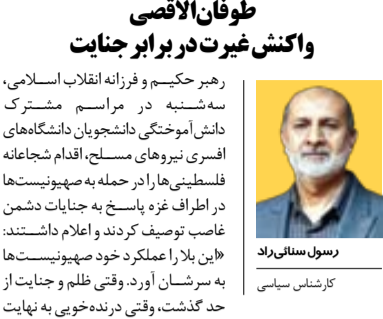 طوفان‌الاقصی
واکنش غیرت در برابر جنایت
رهبر حکیم و فرزانه انقلاب اسلامی،
سه‌شنبه در مراسم مشترک
دانش‌آموختگی دانشجویان دانشگاه‌های
افسری نیروهای مسلح، اقدام شجاعانه
فلسطینی‌ها را در حمله به صهیونیست‌ها
در اطراف غزه پاسخ به جنایات دشمن
غاصب توصیف کردند و اعلام داشتند:
«این بلا را عملکرد خود صهیونیست‌ها
به سرشان آورد. وقتی ظلم و جنایت از
حد گذشت، وقتی درنده‌خویی به نهایت
رسول سنائی‌راد
کارشناس سیاسی